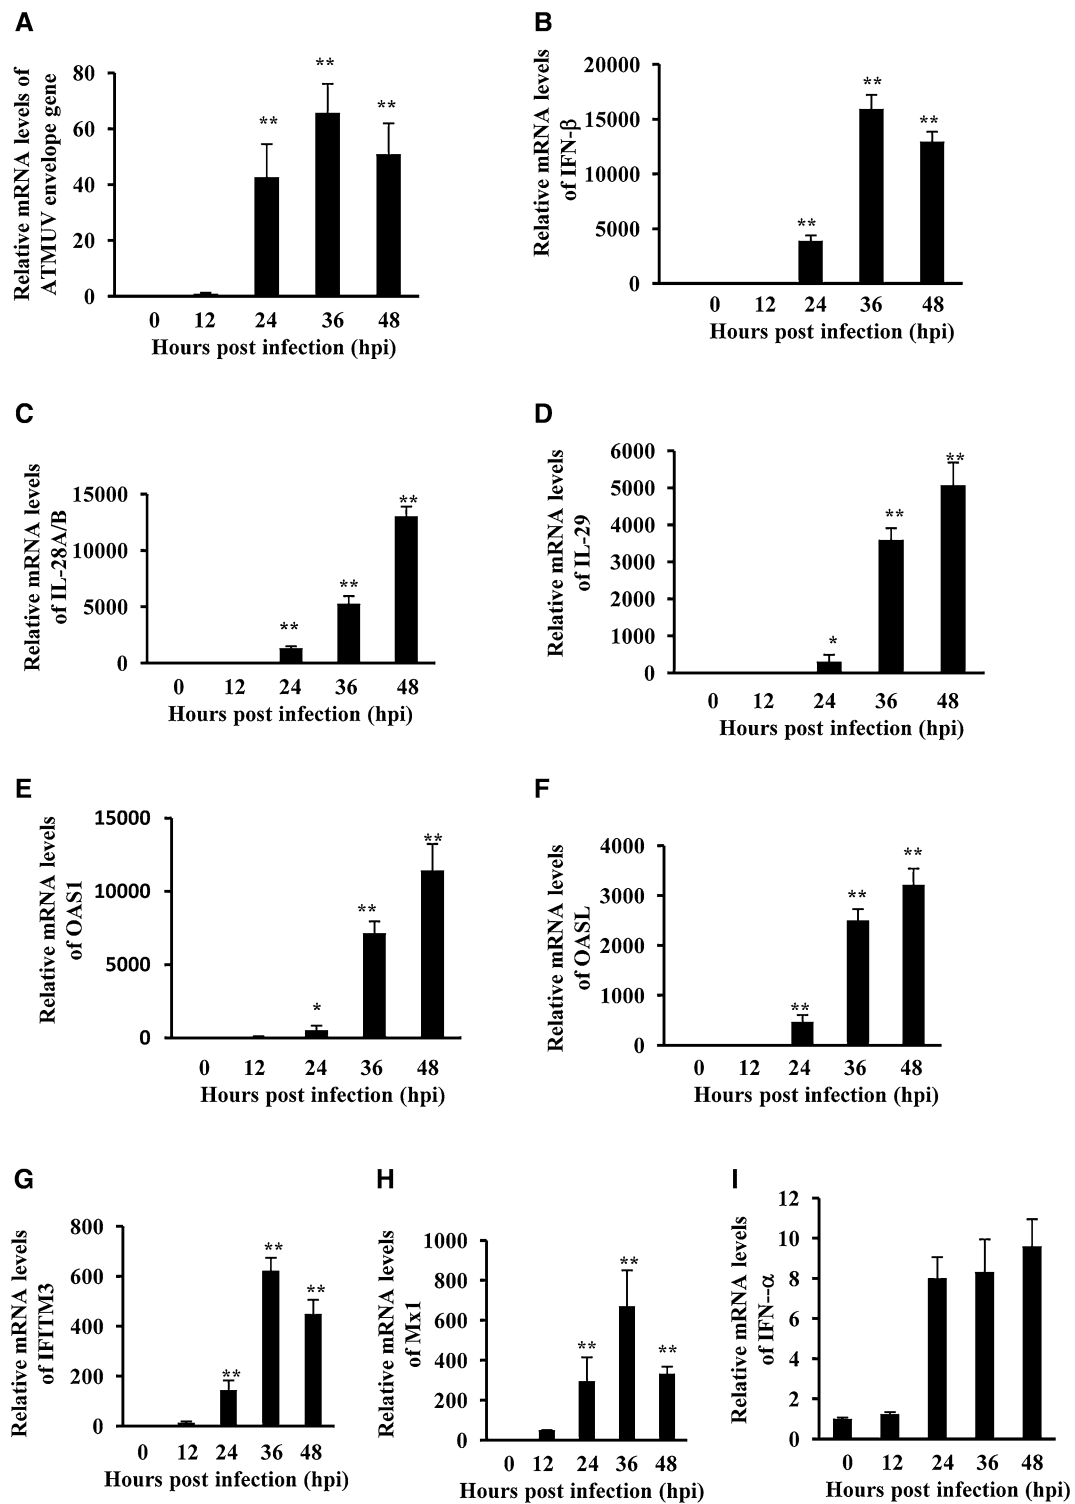 A
Relative mRNA levels of
ATMUV envelope gene
80
60
40
20
0
**
**
**
0 12 24 36 48
Hours post infection (hpi)
B
Relative mRNA levels
of IFN-β
20000
15000
10000
5000
0
**
**
**
0 12 24 36 48
Hours post infection (hpi)
C
Relative mRNA levels
of IL-28A/B
15000
10000
5000
0
**
**
**
0 12 24 36 48
Hours post infection (hpi)
D
Relative mRNA levels
of IL-29
6000
5000
4000
3000
2000
1000
0
*
**
**
0 12 24 36 48
Hours post infection (hpi)
E
Relative mRNA levels
of OAS1
15000
10000
5000
0
*
**
**
0 12 24 36 48
Hours post infection (hpi)
F
Relative mRNA levels
of OASL
4000
3000
2000
1000
0
**
**
**
0 12 24 36 48
Hours post infection (hpi)
G
Relative mRNA levels
of IFITM3
800
600
400
200
0
**
**
**
0 12 24 36 48
Hours post infection (hpi)
H
Relative mRNA levels
of Mx1
1000
800
600
400
200
0
**
**
**
0 12 24 36 48
Hours post infection (hpi)
I
Relative mRNA levels
of IFN--α
12
10
8
6
4
2
0
0 12 24 36 48
Hours post infection (hpi)